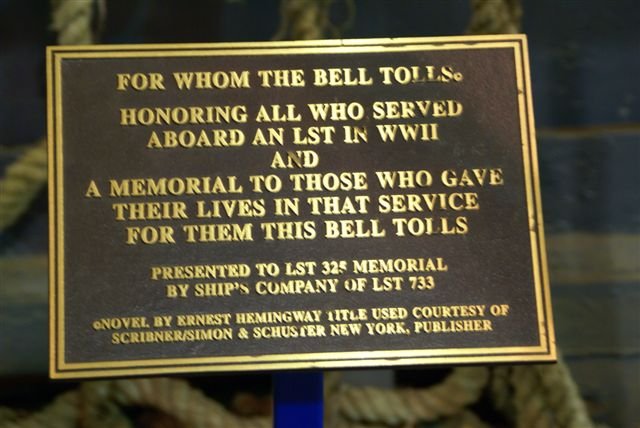 FOR WHOM THE BELL TOLLS©
HONORING ALL WHO SERVED
ABOARD AN LST IN WWII
AND
A MEMORIAL TO THOSE WHO GAVE
THEIR LIVES IN THAT SERVICE
FOR THEM THIS BELL TOLLS
PRESENTED TO LST 325 MEMORIAL
BY SHIP'S COMPANY OF LST 733
©NOVEL BY ERNEST HEMINGWAY TITLE USED COURTESY OF
SCRIBNER/SIMON & SCHUSTER NEW YORK, PUBLISHER